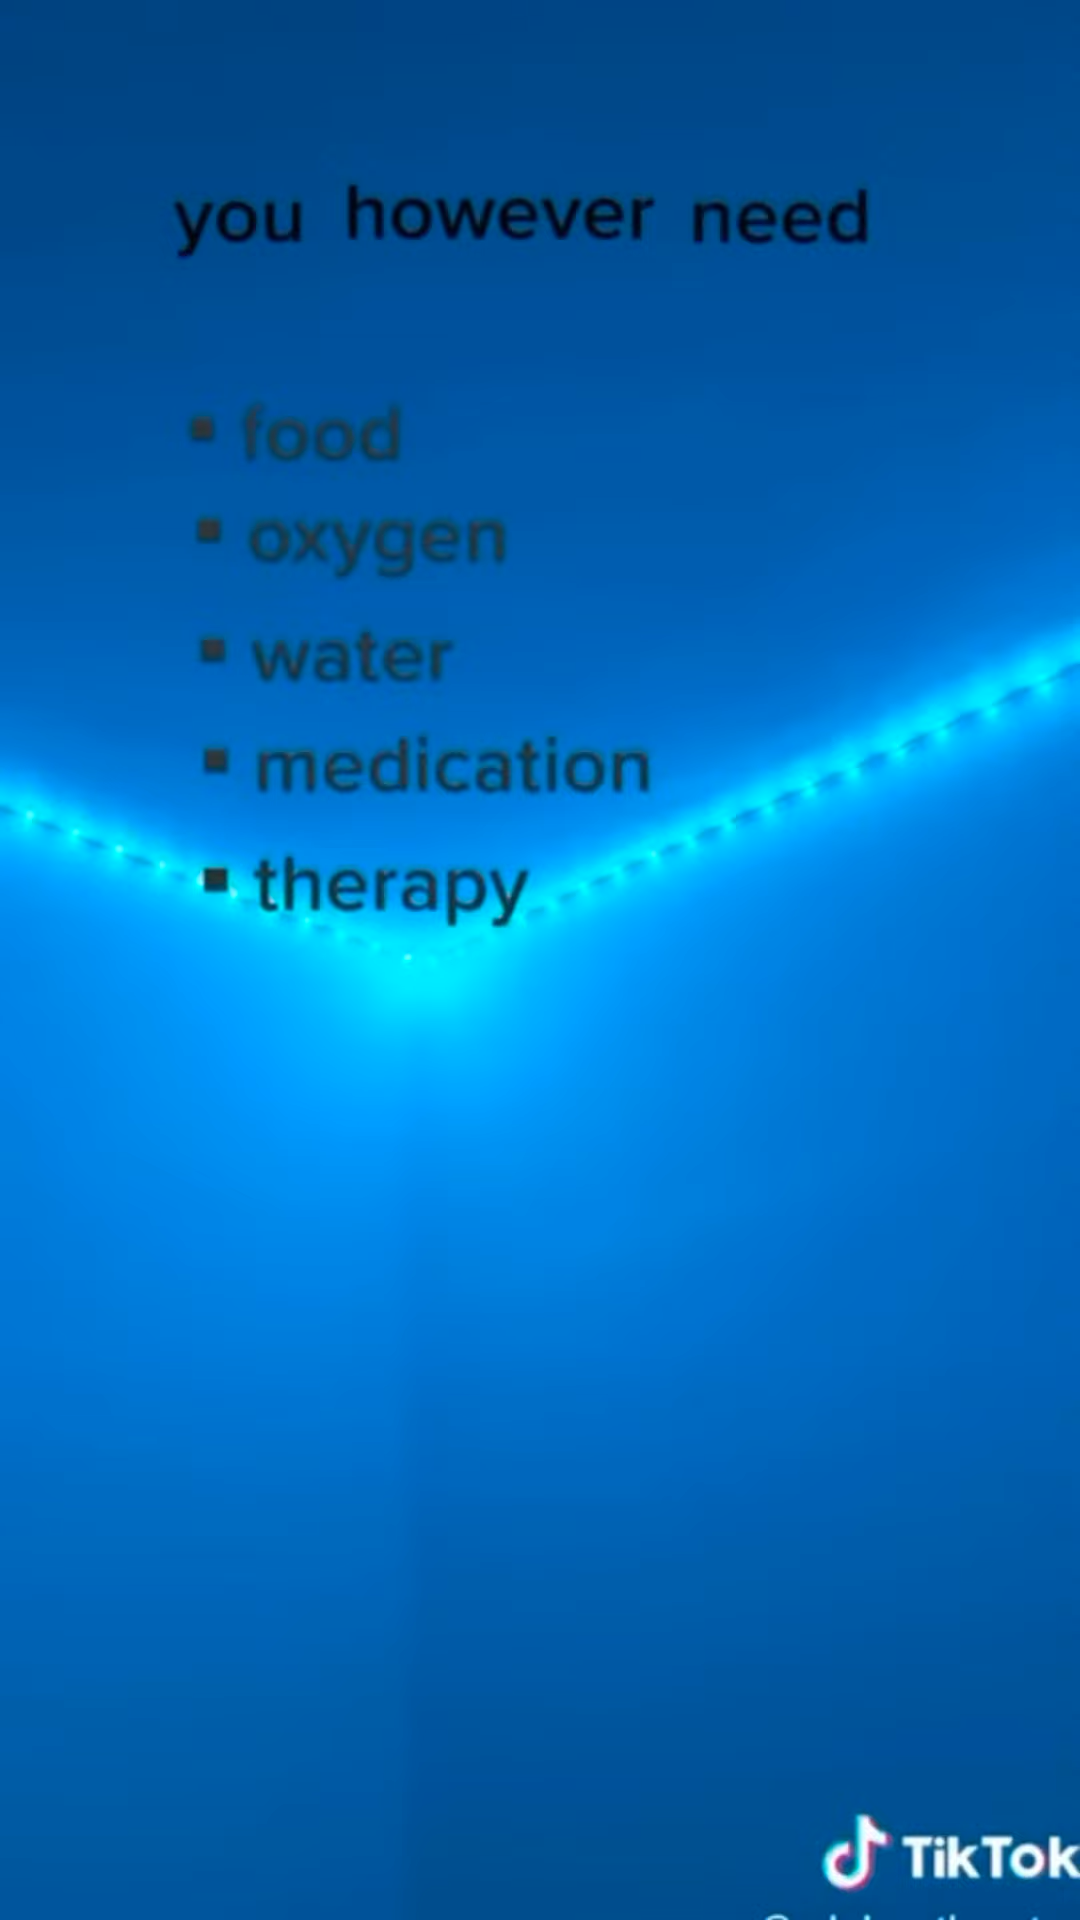 you however need
▪ food
▪ oxygen
▪ water
▪ medication
▪ therapy
TikTok